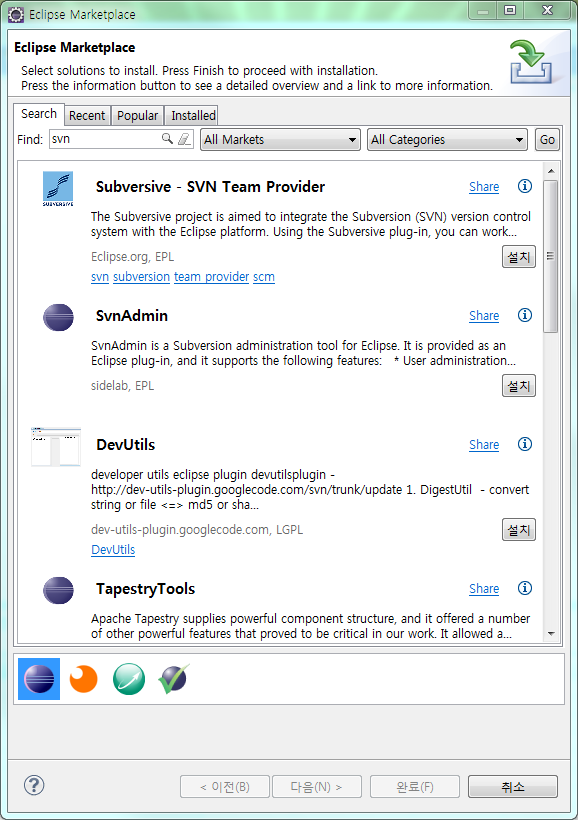 Eclipse Marketplace
Eclipse Marketplace
Select solutions to install. Press Finish to proceed with installation.
Press the information button to see a detailed overview and a link to more information.
Search Recent Popular Installed
Find: svn All Markets All Categories Go
SUBVERSIVE
Subversive - SVN Team Provider Share
The Subversive project is aimed to integrate the Subversion (SVN) version control
system with the Eclipse platform. Using the Subversive plug-in, you can work...
Eclipse.org, EPL 설치
svn subversion team provider scm
SvnAdmin Share
SvnAdmin is a Subversion administration tool for Eclipse. It is provided as an
Eclipse plug-in, and it supports the following features: * User administration...
sidelab, EPL 설치
DevUtils Share
developer utils eclipse plugin devutilsplugin -
http://dev-utils-plugin.googlecode.com/svn/trunk/update 1. DigestUtil - convert
string or file <=> md5 or sha...
dev-utils-plugin.googlecode.com, LGPL 설치
DevUtils
TapestryTools Share
Apache Tapestry supplies powerful component structure, and it offered a number
of other powerful features that proved to be critical in our work. It allowed a...
< 이전(B) 다음(N) > 완료(F) 취소